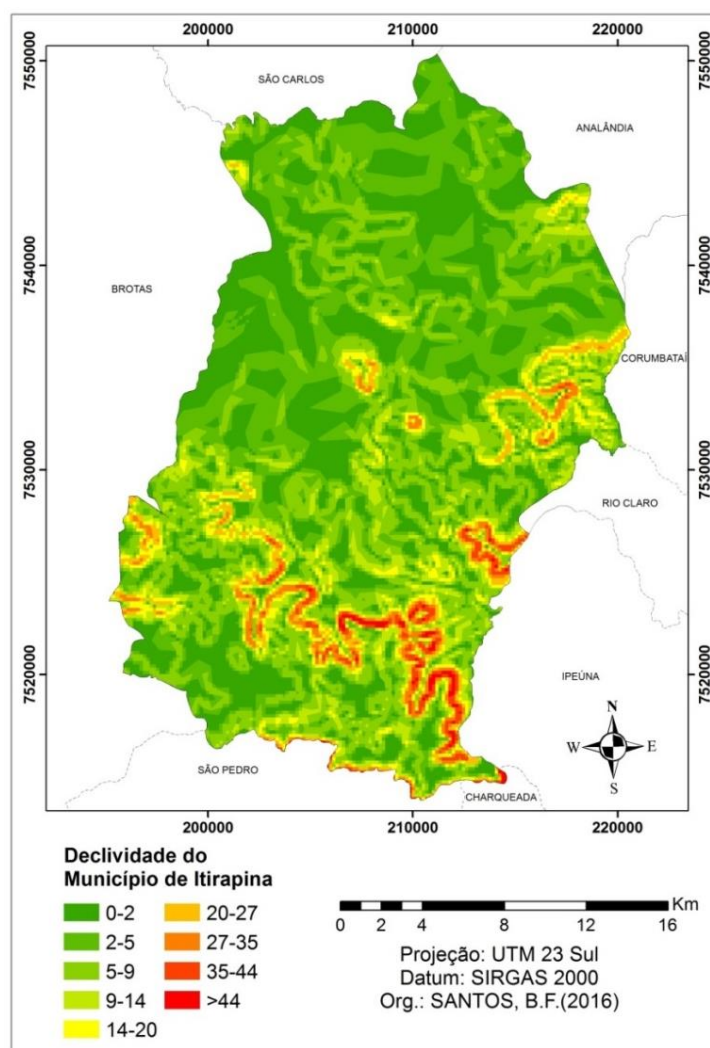 200000 210000 220000
7550000 7550000
SÃO CARLOS
ANALÂNDIA
7540000 7540000
BROTAS
CORUMBATAÍ
7530000 7530000
RIO CLARO
7520000 7520000
IPEÚNA
N
W E
S
SÃO PEDRO
CHARQUEADA
200000 210000 220000
Declividade do
Município de Itirapina
0-2 20-27
2-5 27-35
5-9 35-44
9-14 >44
14-20
Km
0 2 4 8 12 16
Projeção: UTM 23 Sul
Datum: SIRGAS 2000
Org.: SANTOS, B.F.(2016)